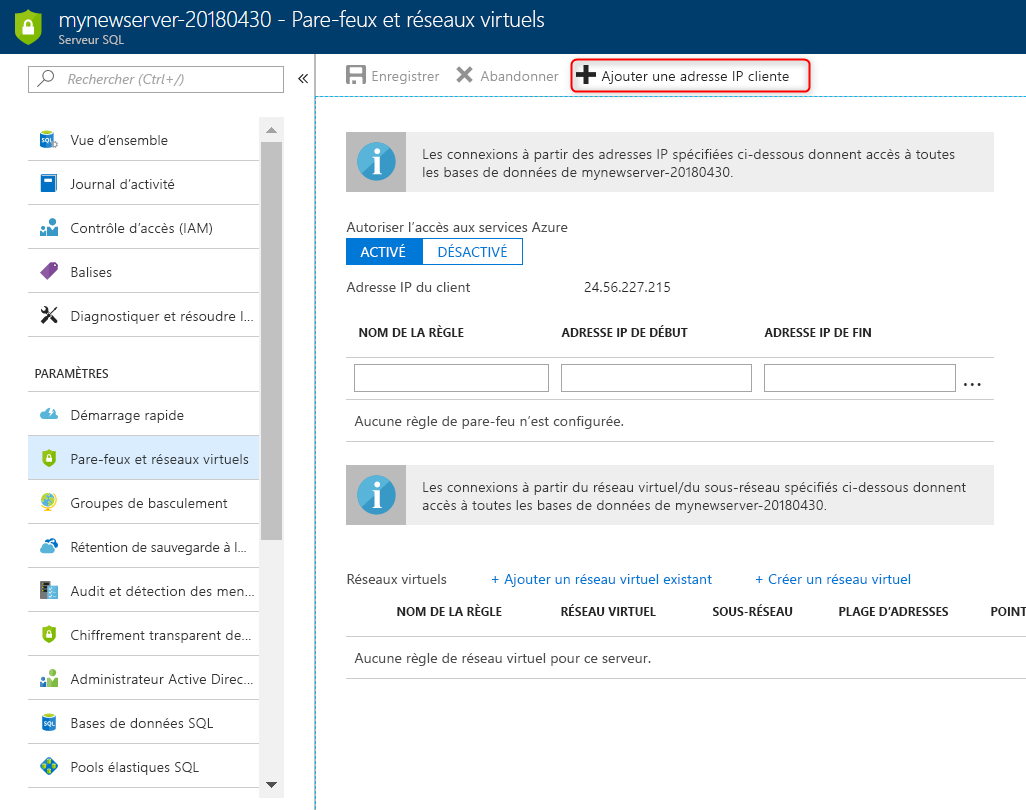 mynewserver-20180430 - Pare-feux et réseaux virtuels
Serveur SQL
Rechercher (Ctrl+/)
«
Enregistrer
Abandonner
Ajouter une adresse IP cliente
Vue d’ensemble
Journal d’activité
Contrôle d’accès (IAM)
Balises
Diagnostiquer et résoudre l...
PARAMÈTRES
Démarrage rapide
Pare-feux et réseaux virtuels
Groupes de basculement
Rétention de sauvegarde à l...
Audit et détection des men...
Chiffrement transparent de...
Administrateur Active Direc...
Bases de données SQL
Pools élastiques SQL
Les connexions à partir des adresses IP spécifiées ci-dessous donnent accès à toutes
les bases de données de mynewserver-20180430.
Autoriser l’accès aux services Azure
ACTIVÉ DÉSACTIVÉ
Adresse IP du client 24.56.227.215
NOM DE LA RÈGLE ADRESSE IP DE DÉBUT ADRESSE IP DE FIN
...
Aucune règle de pare-feu n’est configurée.
Les connexions à partir du réseau virtuel/du sous-réseau spécifiés ci-dessous donnent
accès à toutes les bases de données de mynewserver-20180430.
Réseaux virtuels + Ajouter un réseau virtuel existant + Créer un réseau virtuel
NOM DE LA RÈGLE RÉSEAU VIRTUEL SOUS-RÉSEAU PLAGE D’ADRESSES POINT
Aucune règle de réseau virtuel pour ce serveur.